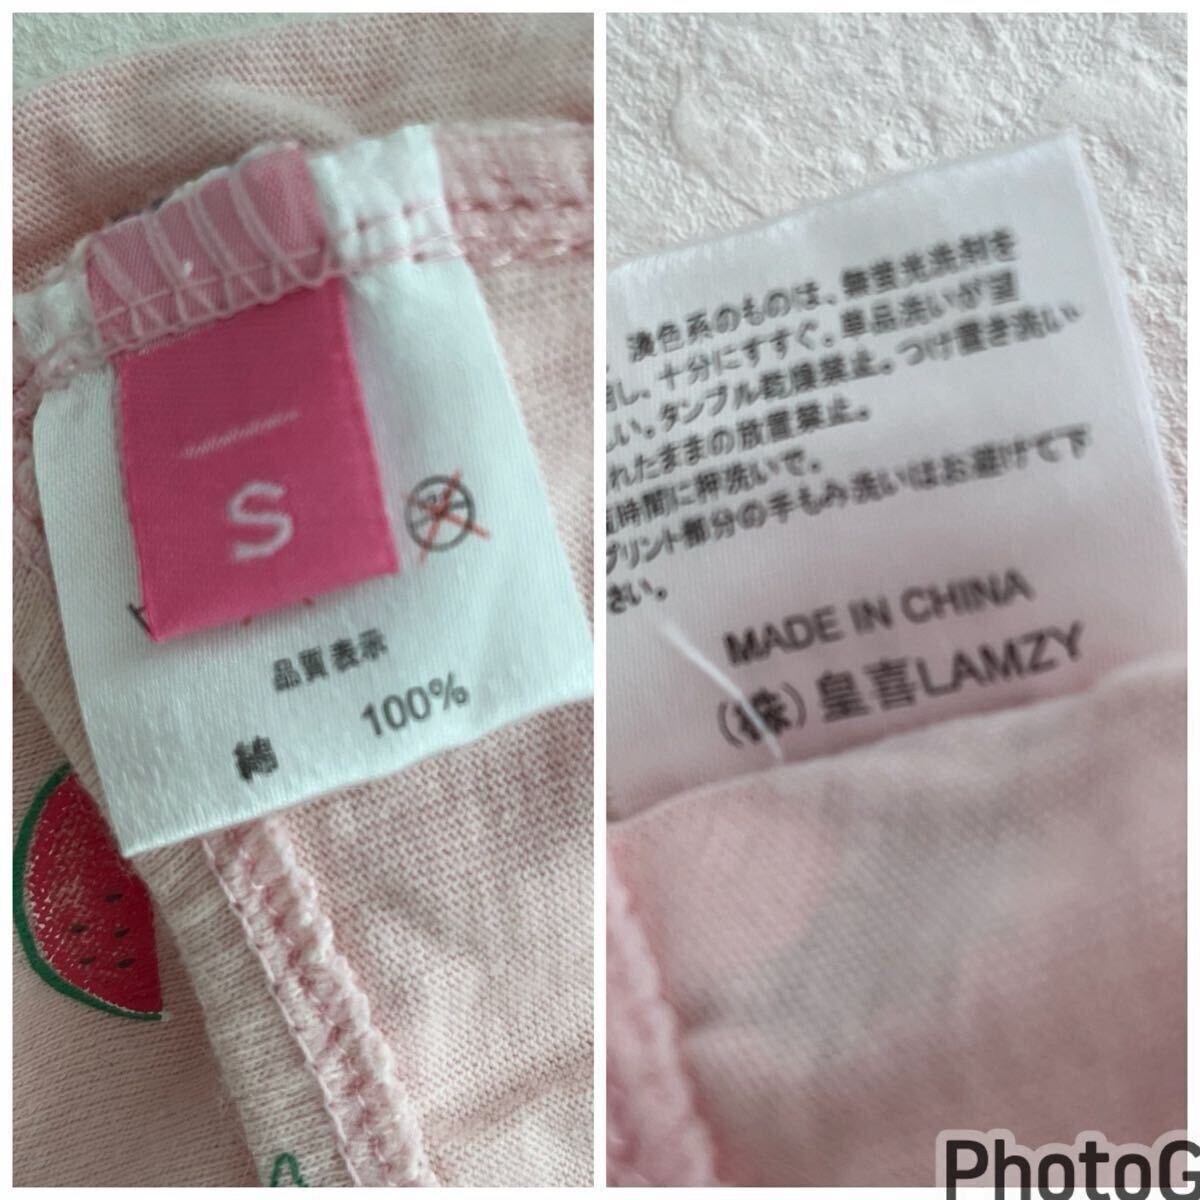 S
品質表示
綿 100%
淡色系のものは、無蛍光洗剤を
用し、十分にすすぐ。単品洗いが望
しい。タンブル乾燥禁止。つけ置き洗い
れたままの放置禁止。
時間に押洗いで。
プリント部分の手もみ洗いはお避けて下
さい。
MADE IN CHINA
(株)皇喜LAMZY
PhotoG